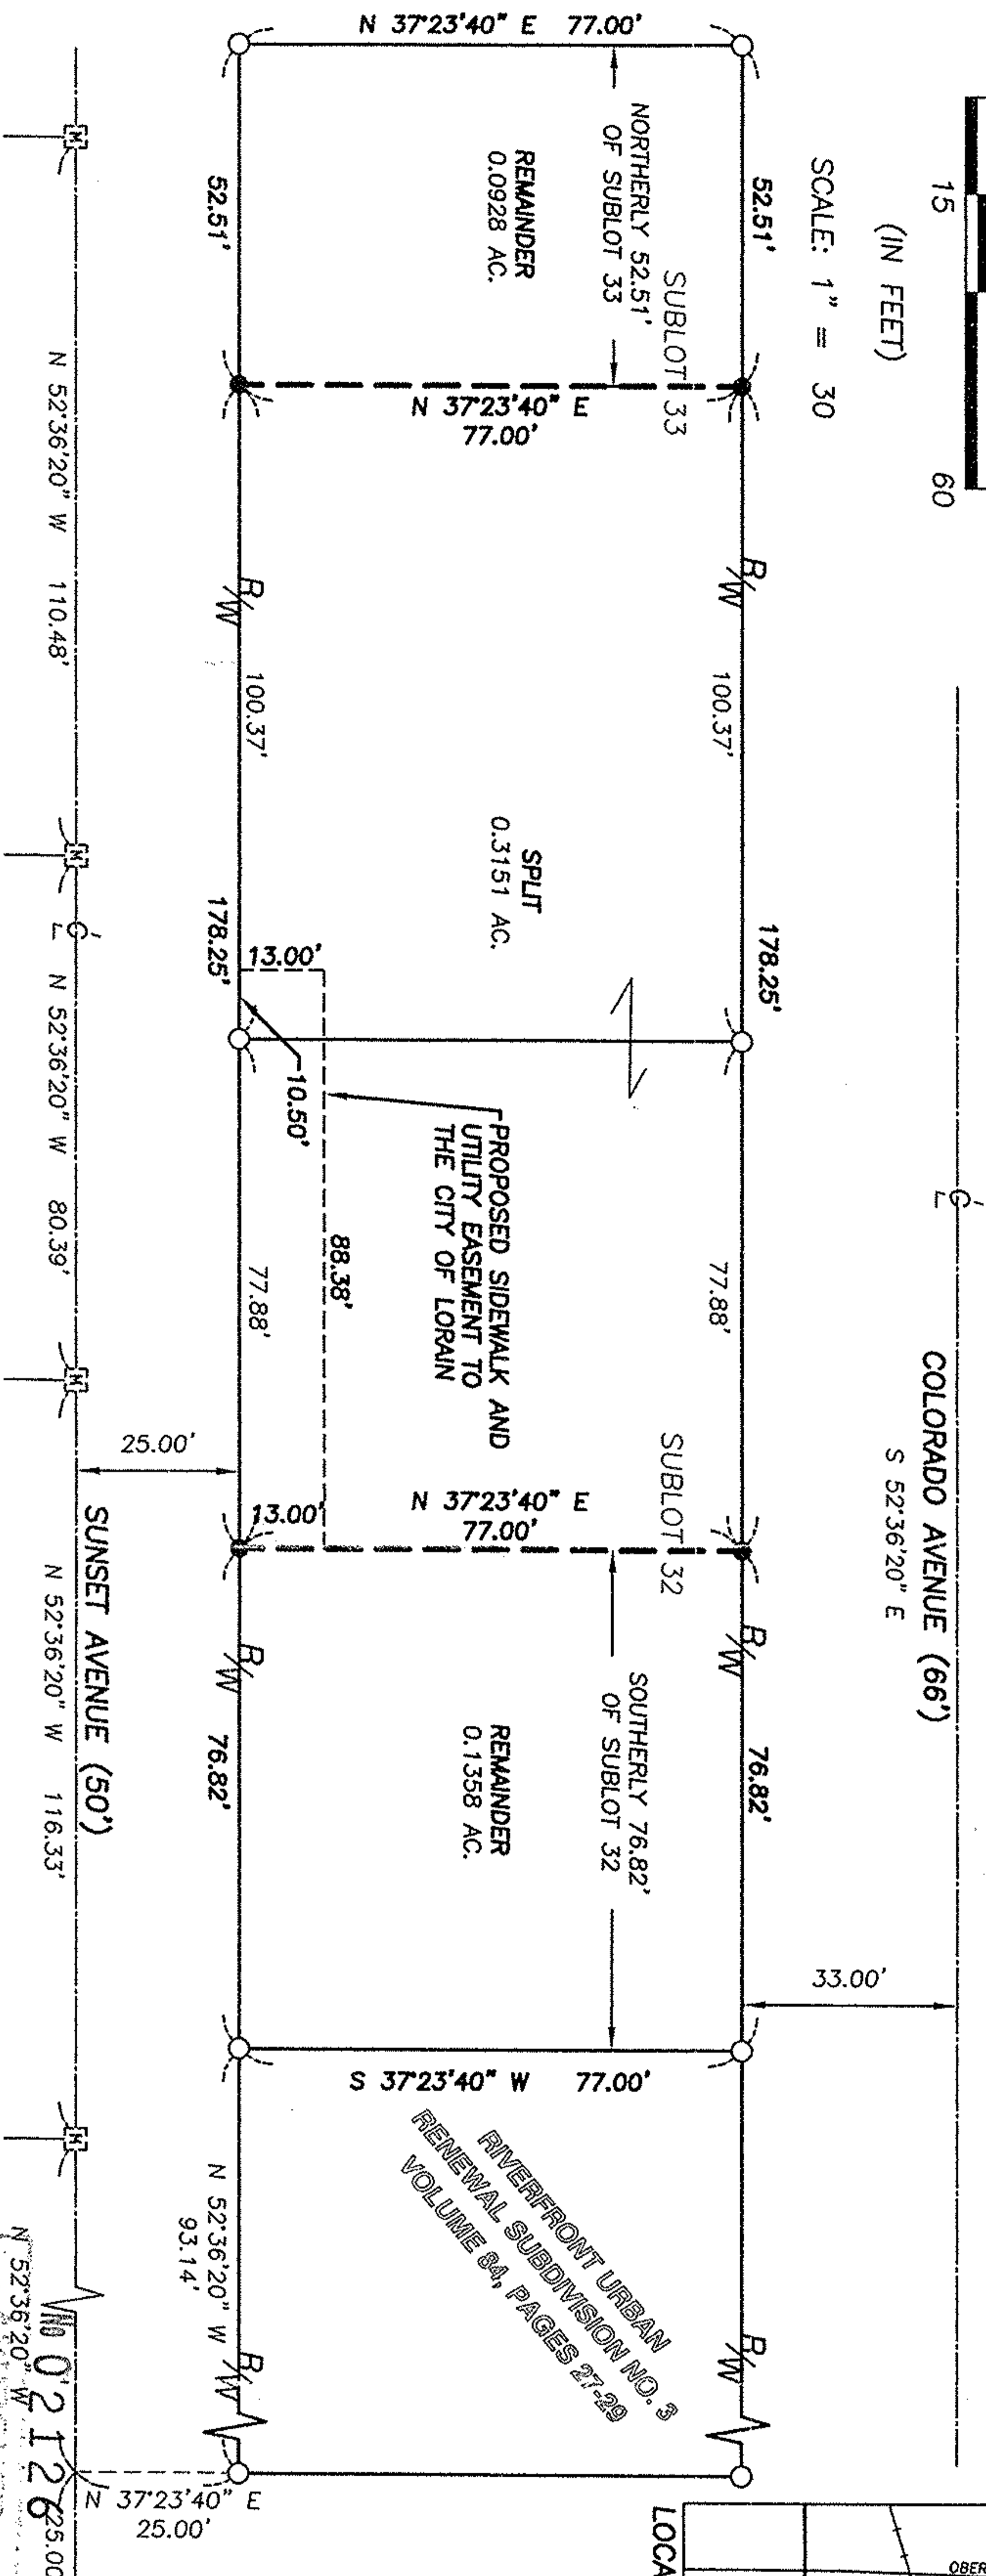 N 37°23'40" E 77.00'
15
60
(IN FEET)
SCALE: 1" = 30
COLORADO AVENUE (66')
S 52°36'20" E
33.00'
52.51'
NORTHERLY 52.51'
OF SUBLOT 33
SUBLOT 33
REMAINDER
0.0928 AC.
52.51'
N 37°23'40" E
77.00'
R/W
100.37'
178.25'
77.88'
SPLIT
0.3151 AC.
R/W
100.37'
178.25'
77.88'
13.00'
10.50'
88.38'
PROPOSED SIDEWALK AND
UTILITY EASEMENT TO
THE CITY OF LORAIN
13.00'
N 37°23'40" E
77.00'
SUBLOT 32
R/W
76.82'
SOUTHERLY 76.82'
OF SUBLOT 32
REMAINDER
0.1358 AC.
R/W
76.82'
S 37°23'40" W 77.00'
RIVERFRONT URBAN
RENEWAL SUBDIVISION NO. 3
VOLUME 84, PAGES 27-29
R/W
N 52°36'20" W
93.14'
R/W
25.00'
SUNSET AVENUE (50')
M
N 52°36'20" W 110.48'
M
CL
N 52°36'20" W 80.39'
M
N 52°36'20" W 116.33'
M
CL
N 37°23'40" E
25.00'
N 52°36'20" W
25.00
No 02126
LOCA
OBER